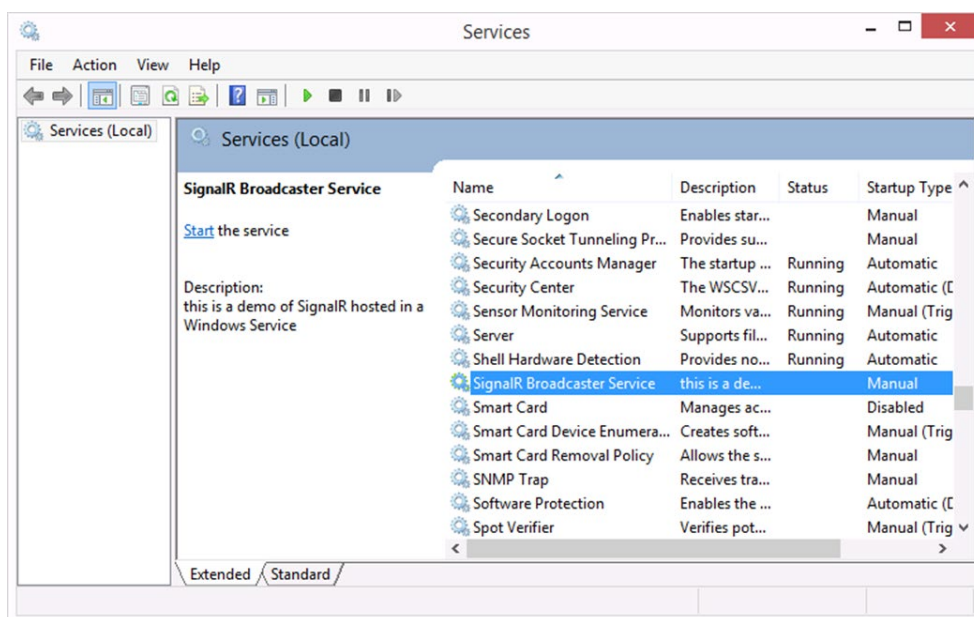 Services
File Action View Help
Services (Local)
Services (Local)
SignalR Broadcaster Service
Start the service
Description:
this is a demo of SignalR hosted in a
Windows Service
Name Description Status Startup Type
Secondary Logon Enables star... Manual
Secure Socket Tunneling Pr... Provides su... Manual
Security Accounts Manager The startup ... Running Automatic
Security Center The WSCSV... Running Automatic (D
Sensor Monitoring Service Monitors va... Running Manual (Trig
Server Supports fil... Running Automatic
Shell Hardware Detection Provides no... Running Automatic
SignalR Broadcaster Service this is a de... Manual
Smart Card Manages ac... Disabled
Smart Card Device Enumera... Creates soft... Manual (Trig
Smart Card Removal Policy Allows the s... Manual
SNMP Trap Receives tra... Manual
Software Protection Enables the ... Automatic (D
Spot Verifier Verifies pot... Manual (Trig
Extended Standard